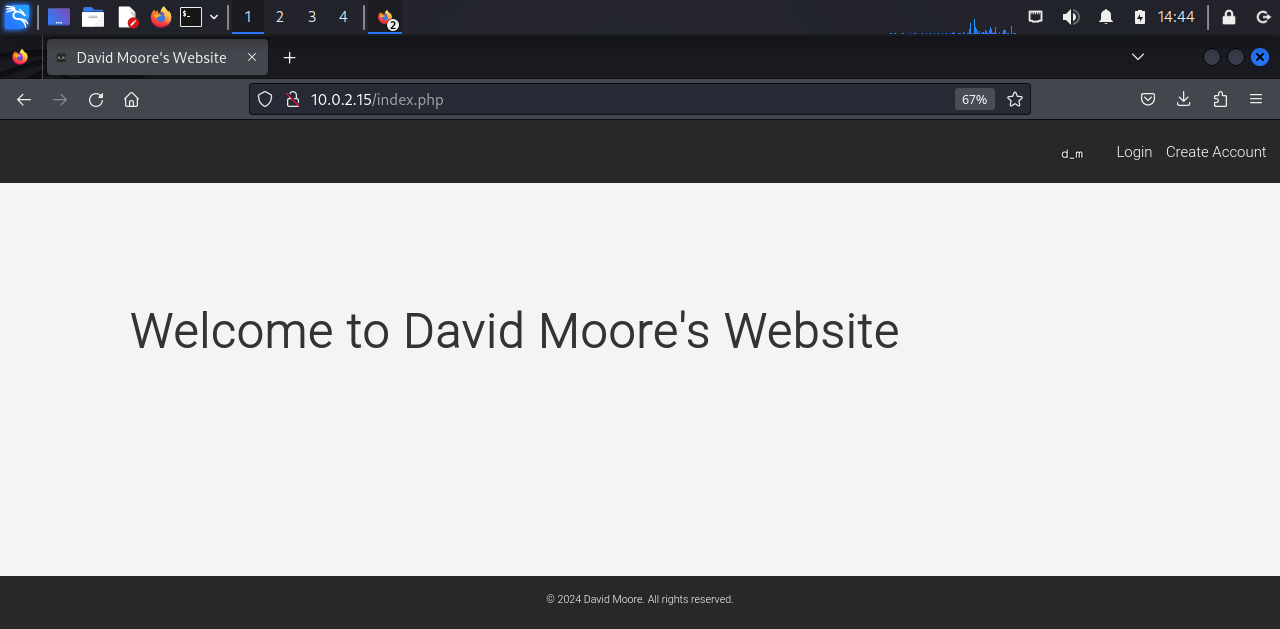 1 2 3 4 2 14:44
David Moore's Website
10.0.2.15/index.php 67%
d_m Login Create Account
Welcome to David Moore's Website
© 2024 David Moore. All rights reserved.